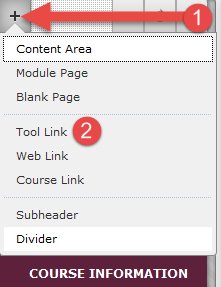 + 1
Content Area
Module Page
Blank Page
Tool Link 2
Web Link
Course Link
Subheader
Divider
COURSE INFORMATION